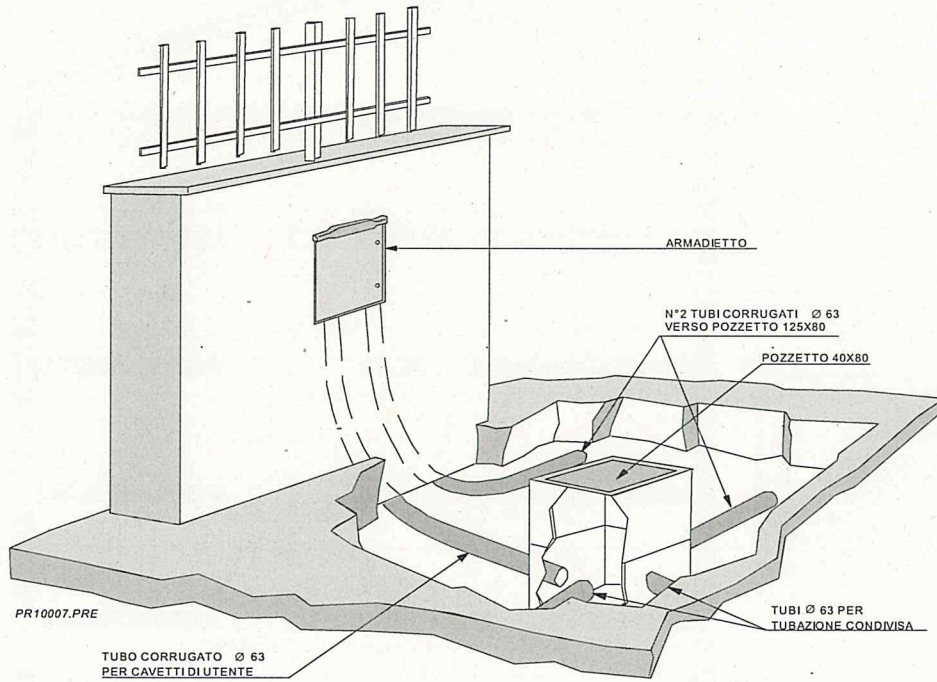 ARMADIETTO
N°2 TUBI CORRUGATI Ø 63
VERSO POZZETTO 125X80
POZZETTO 40X80
PR10007.PRE
TUBI Ø 63 PER
TUBAZIONE CONDIVISA
TUBO CORRUGATO Ø 63
PER CAVETTI DI UTENTE